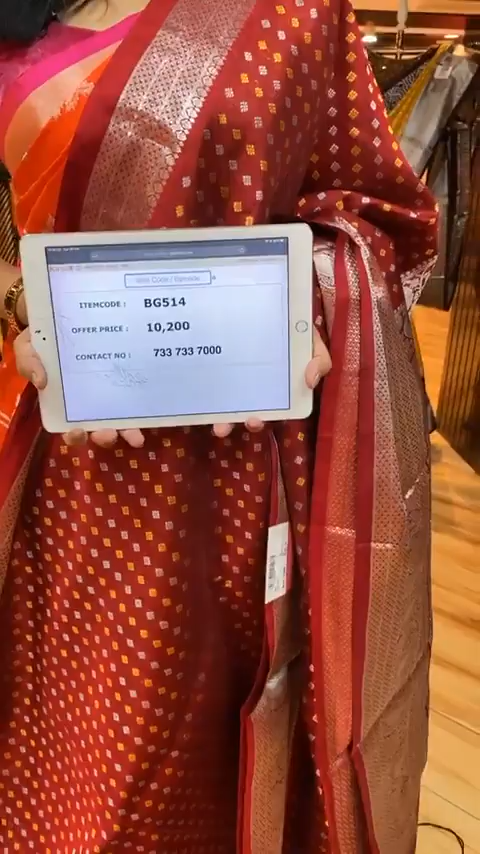 ITEMCODE : BG514
OFFER PRICE : 10,200
CONTACT NO : 733 733 7000